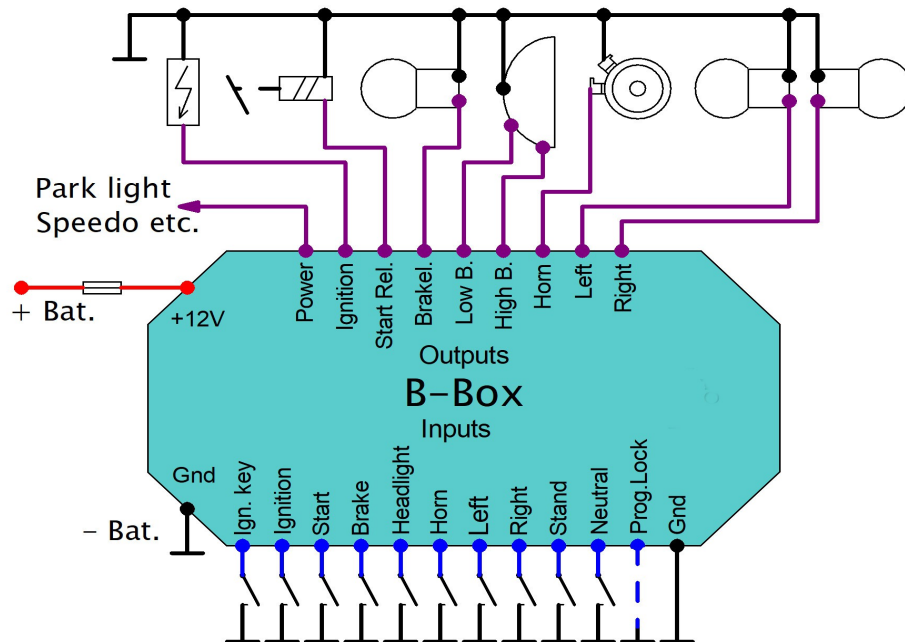 Park light
Speedo etc.
Power
Ignition
Start Rel.
Brakel.
Low B.
High B.
Horn
Left
Right
+ Bat.
+12V
Outputs
B-Box
Inputs
Gnd
- Bat.
Ign. key
Ignition
Start
Brake
Headlight
Horn
Left
Right
Stand
Neutral
Prog.Lock
Gnd